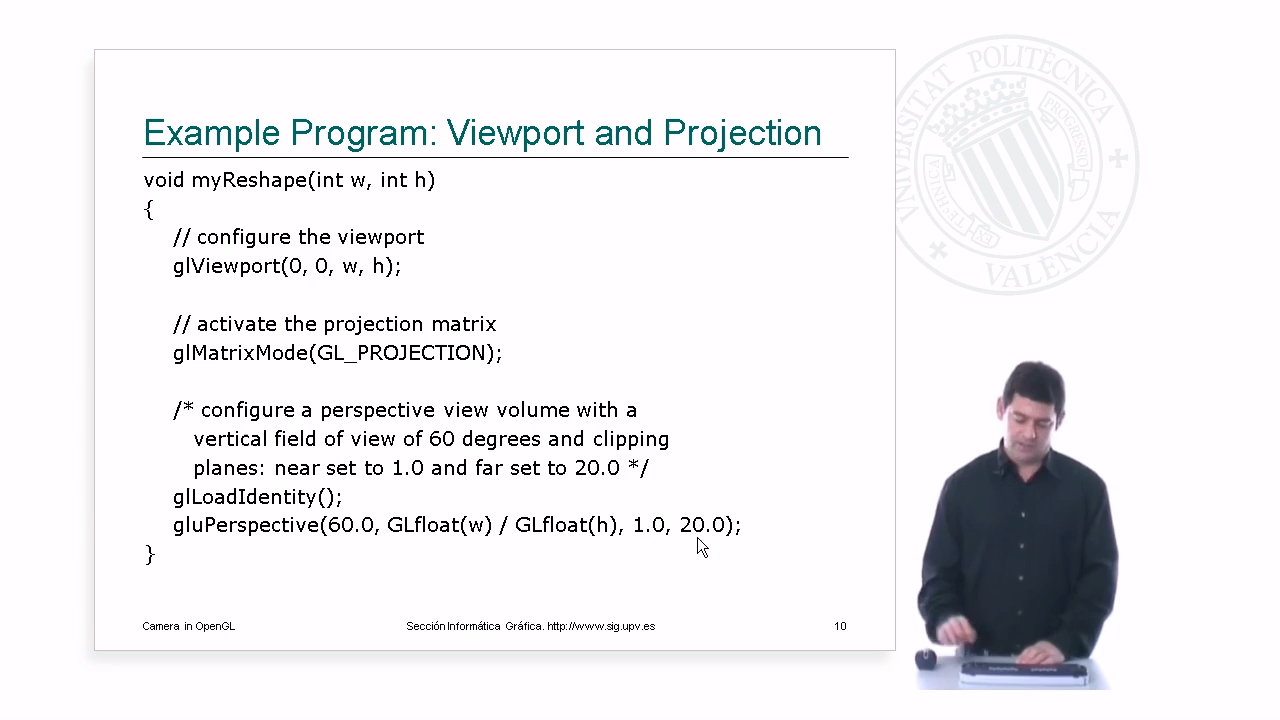 Example Program: Viewport and Projection
void myReshape(int w, int h)
{
// configure the viewport
glViewport(0, 0, w, h);
// activate the projection matrix
glMatrixMode(GL_PROJECTION);
/* configure a perspective view volume with a
vertical field of view of 60 degrees and clipping
planes: near set to 1.0 and far set to 20.0 */
glLoadIdentity();
gluPerspective(60.0, GLfloat(w) / GLfloat(h), 1.0, 20.0);
}
Camera in OpenGL
Sección Informática Gráfica. http://www.sig.upv.es
10
UNIVERSITAT POLITÈCNICA
VALÈNCIA
PROGRESSIO
EX TECHNICA